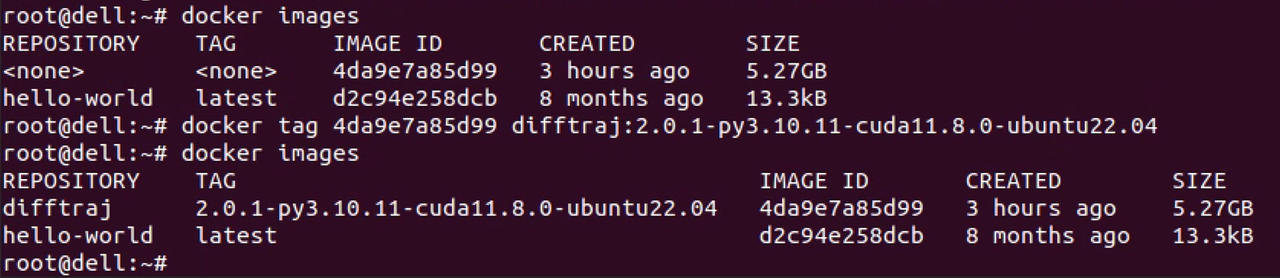 root@dell:~# docker images
REPOSITORY    TAG       IMAGE ID       CREATED        SIZE
<none>        <none>    4da9e7a85d99   3 hours ago    5.27GB
hello-world   latest    d2c94e258dcb   8 months ago   13.3kB
root@dell:~# docker tag 4da9e7a85d99 difftraj:2.0.1-py3.10.11-cuda11.8.0-ubuntu22.04
root@dell:~# docker images
REPOSITORY    TAG                                      IMAGE ID       CREATED        SIZE
difftraj      2.0.1-py3.10.11-cuda11.8.0-ubuntu22.04   4da9e7a85d99   3 hours ago    5.27GB
hello-world   latest                                   d2c94e258dcb   8 months ago   13.3kB
root@dell:~#